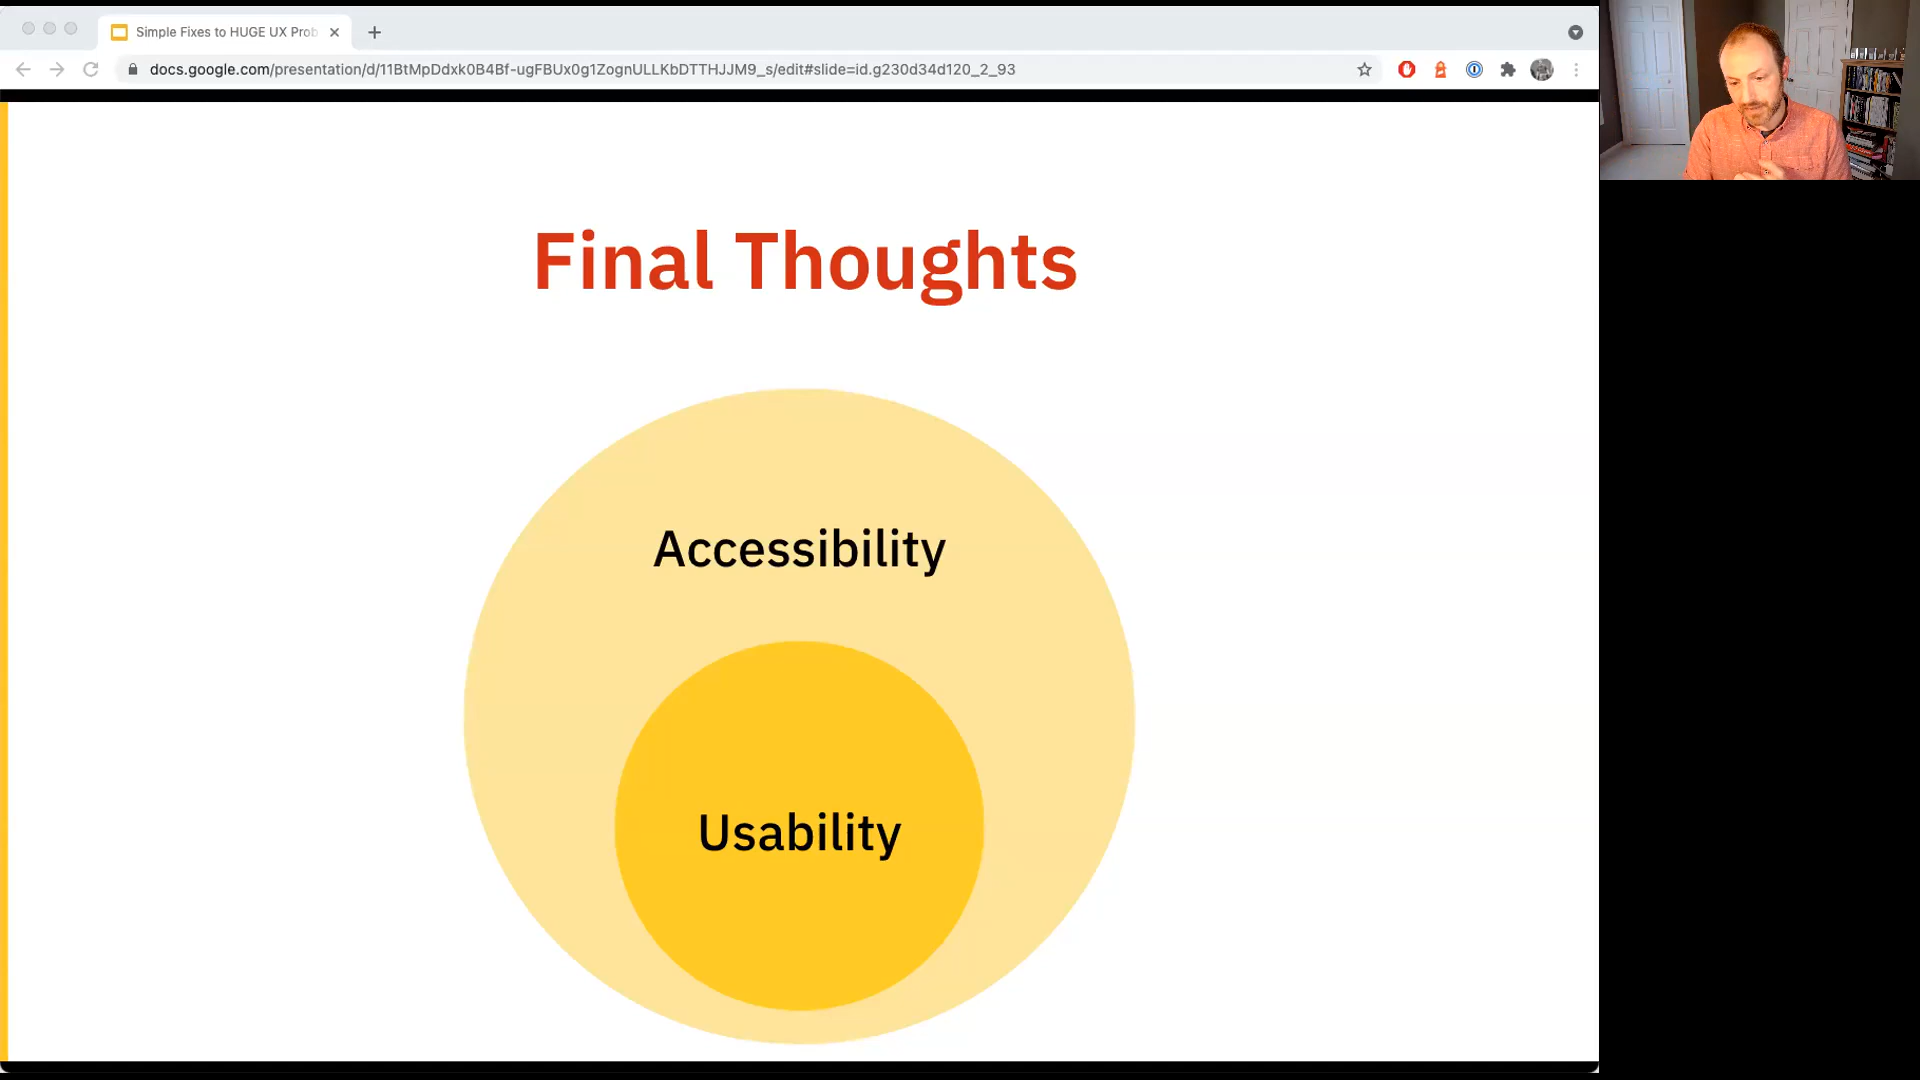 Simple Fixes to HUGE UX Prob
docs.google.com/presentation/d/11BtMpDdxk0B4Bf-ugFBUx0g1ZognULLKbDTTHJJM9_s/edit#slide=id.g230d34d120_2_93
Final Thoughts
Accessibility
Usability